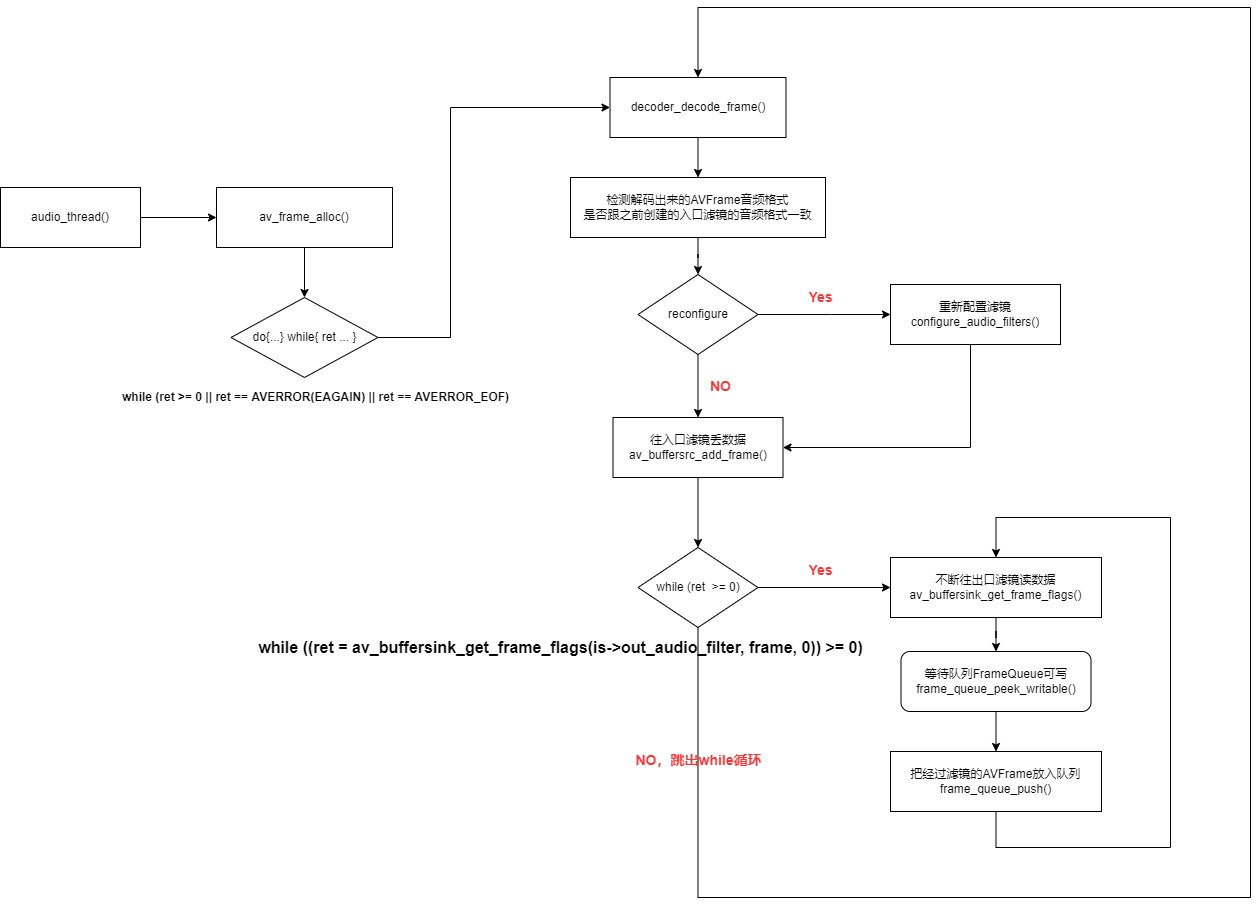 audio_thread()
av_frame_alloc()
do{...} while{ ret ... }
while (ret >= 0 || ret == AVERROR(EAGAIN) || ret == AVERROR_EOF)
decoder_decode_frame()
检测解码出来的AVFrame音频格式
是否跟之前创建的入口滤镜的音频格式一致
reconfigure
Yes
重新配置滤镜
configure_audio_filters()
NO
往入口滤镜丢数据
av_buffersrc_add_frame()
while (ret >= 0)
Yes
while ((ret = av_buffersink_get_frame_flags(is->out_audio_filter, frame, 0)) >= 0)
不断往出口滤镜读数据
av_buffersink_get_frame_flags()
等待队列FrameQueue可写
frame_queue_peek_writable()
把经过滤镜的AVFrame放入队列
frame_queue_push()
NO，跳出while循环